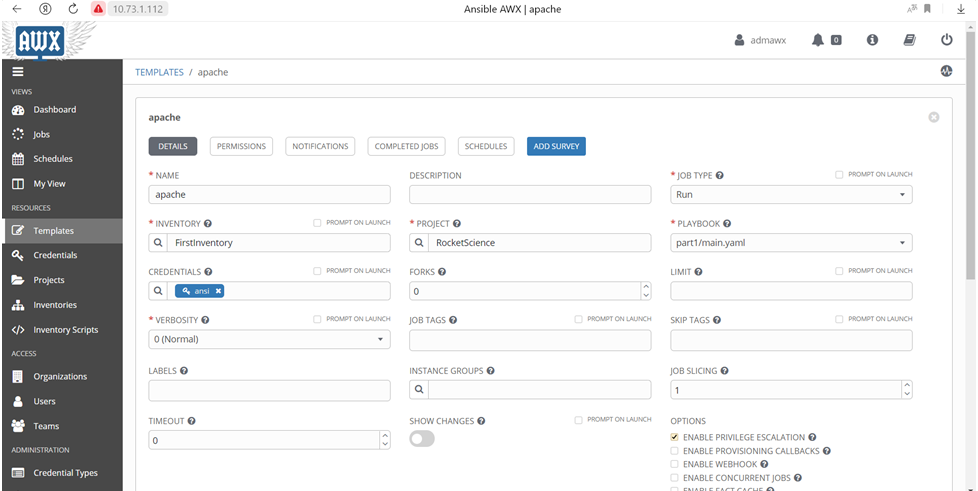 10.73.1.112
Ansible AWX | apache
AWX
admawx
0
TEMPLATES / apache
VIEWS
Dashboard
Jobs
Schedules
My View
RESOURCES
Templates
Credentials
Projects
Inventories
Inventory Scripts
ACCESS
Organizations
Users
Teams
ADMINISTRATION
Credential Types
apache
DETAILS PERMISSIONS NOTIFICATIONS COMPLETED JOBS SCHEDULES ADD SURVEY
* NAME
apache
DESCRIPTION
* JOB TYPE PROMPT ON LAUNCH
Run
* INVENTORY PROMPT ON LAUNCH
FirstInventory
* PROJECT
RocketScience
* PLAYBOOK
part1/main.yaml
CREDENTIALS PROMPT ON LAUNCH
ansi
FORKS
0
LIMIT PROMPT ON LAUNCH
* VERBOSITY PROMPT ON LAUNCH
0 (Normal)
JOB TAGS PROMPT ON LAUNCH
SKIP TAGS PROMPT ON LAUNCH
LABELS
INSTANCE GROUPS
JOB SLICING
1
TIMEOUT
0
SHOW CHANGES PROMPT ON LAUNCH
OPTIONS
ENABLE PRIVILEGE ESCALATION
ENABLE PROVISIONING CALLBACKS
ENABLE WEBHOOK
ENABLE CONCURRENT JOBS
ENABLE FACT CACHE